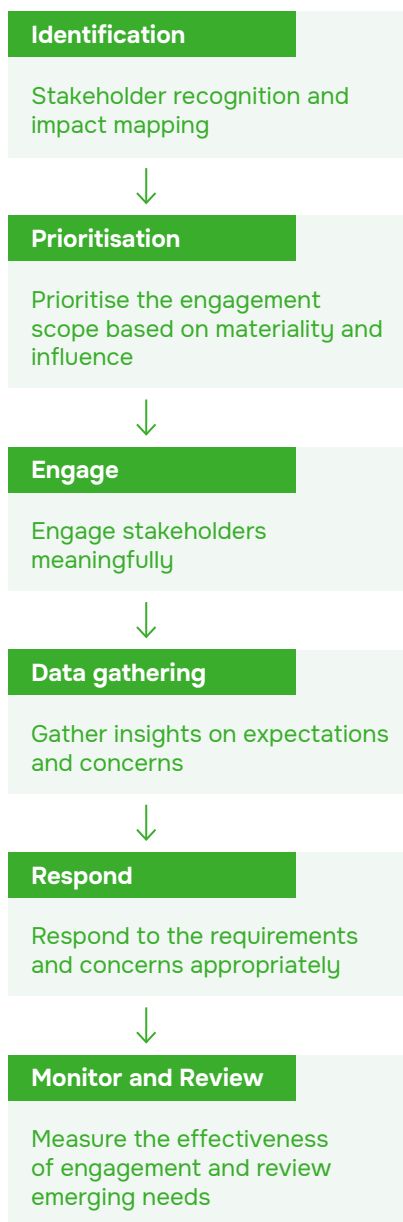 Identification
Stakeholder recognition and
impact mapping
Prioritisation
Prioritise the engagement
scope based on materiality and
influence
Engage
Engage stakeholders
meaningfully
Data gathering
Gather insights on expectations
and concerns
Respond
Respond to the requirements
and concerns appropriately
Monitor and Review
Measure the effectiveness
of engagement and review
emerging needs